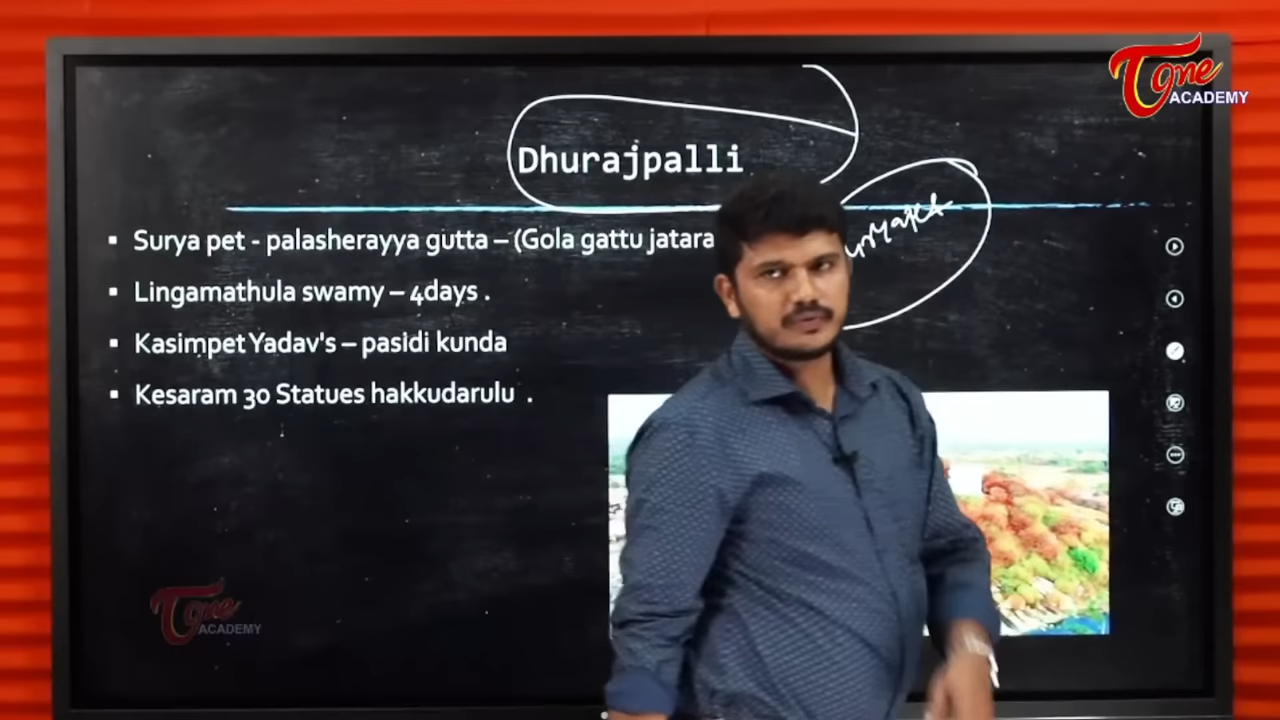 Tone
ACADEMY
Dhurajpalli
▪ Surya pet - palasherayya gutta – (Gola gattu jatara
▪ Lingamathula swamy – 4days .
▪ Kasimpet Yadav's – pasidi kunda
▪ Kesaram 30 Statues hakkudarulu .
Tone
ACADEMY